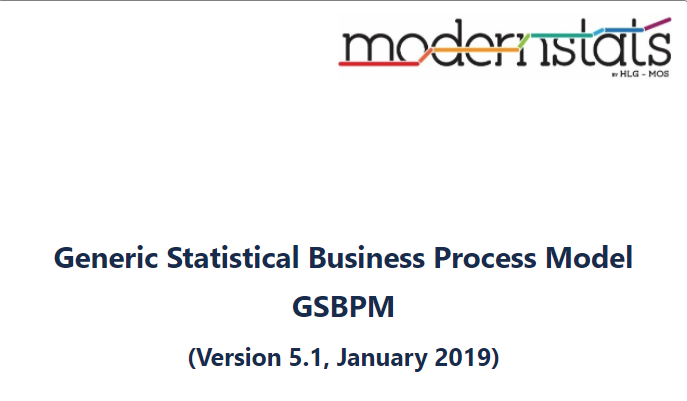 modernstats
BY HLG - MOS
Generic Statistical Business Process Model
GSBPM
(Version 5.1, January 2019)